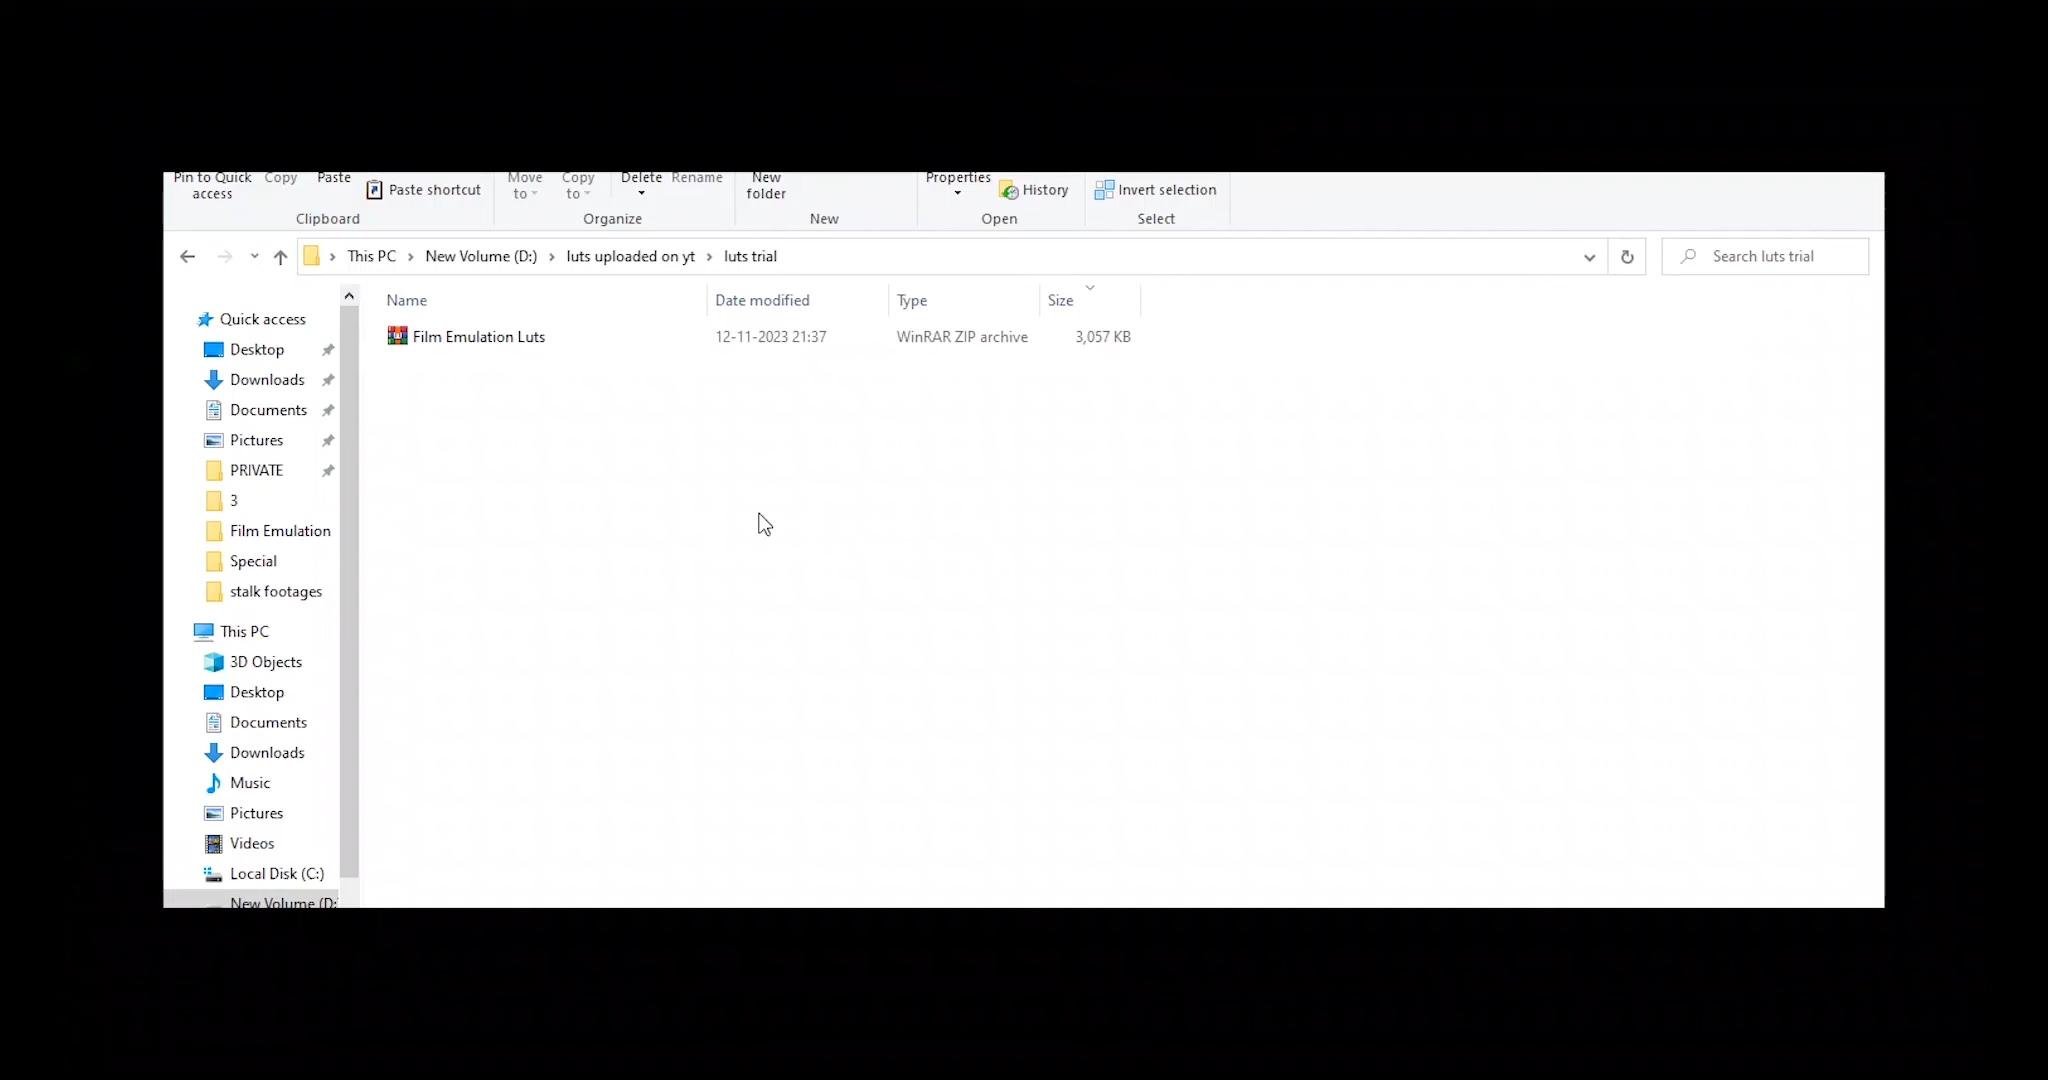 Pin to Quick access
Copy
Paste
Paste shortcut
Clipboard
Move to
Copy to
Delete
Rename
Organize
New folder
New
Properties
History
Open
Invert selection
Select
This PC > New Volume (D:) > luts uploaded on yt > luts trial
Search luts trial
Name Date modified Type Size
Film Emulation Luts 12-11-2023 21:37 WinRAR ZIP archive 3,057 KB
Quick access
Desktop
Downloads
Documents
Pictures
PRIVATE
3
Film Emulation
Special
stalk footages
This PC
3D Objects
Desktop
Documents
Downloads
Music
Pictures
Videos
Local Disk (C:)
New Volume (D: